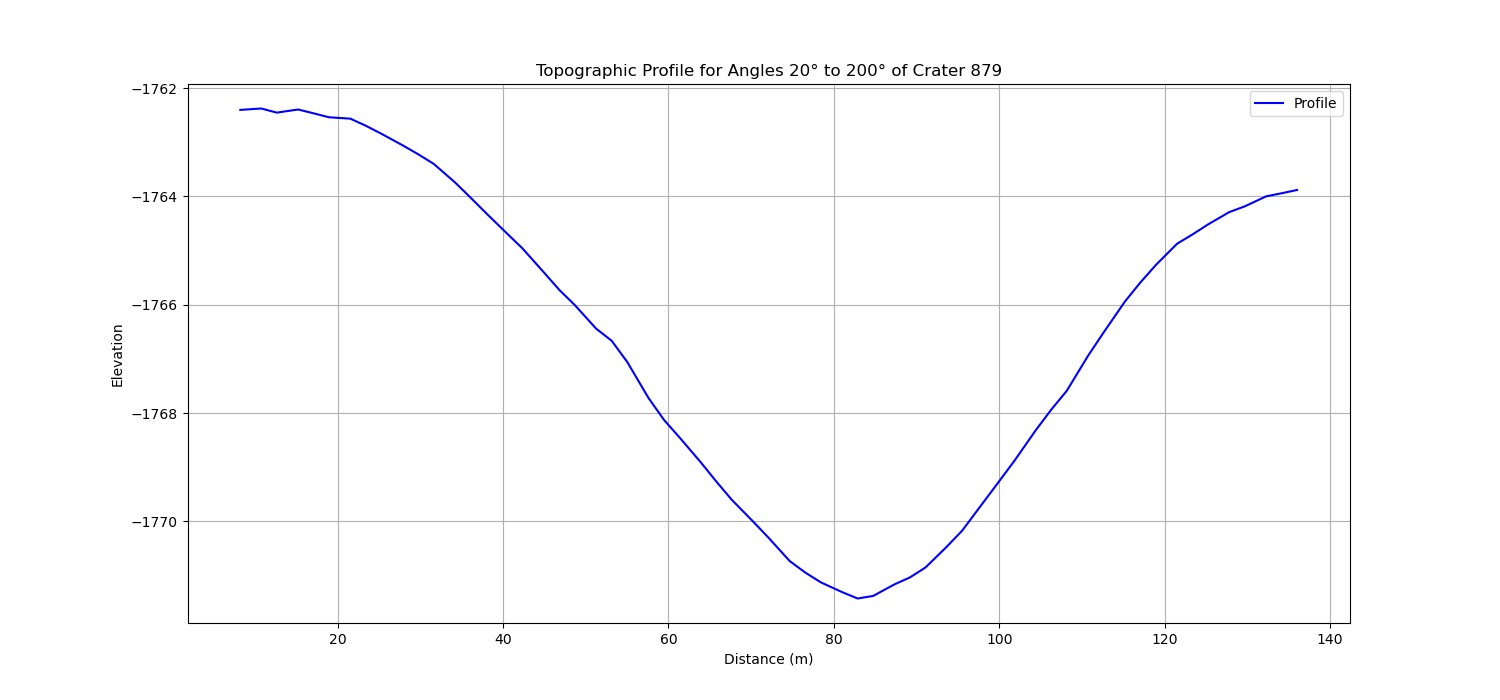 Topographic Profile for Angles 20° to 200° of Crater 879
Profile
−1762
−1764
−1766
−1768
−1770
Elevation
20 40 60 80 100 120 140
Distance (m)